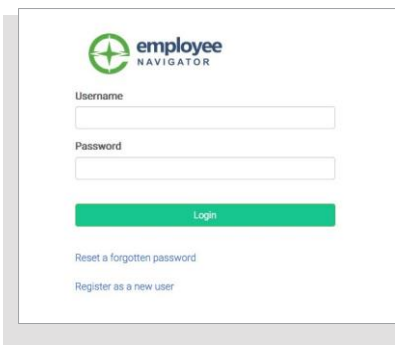 employee
NAVIGATOR
Username
Password
Login
Reset a forgotten password
Register as a new user